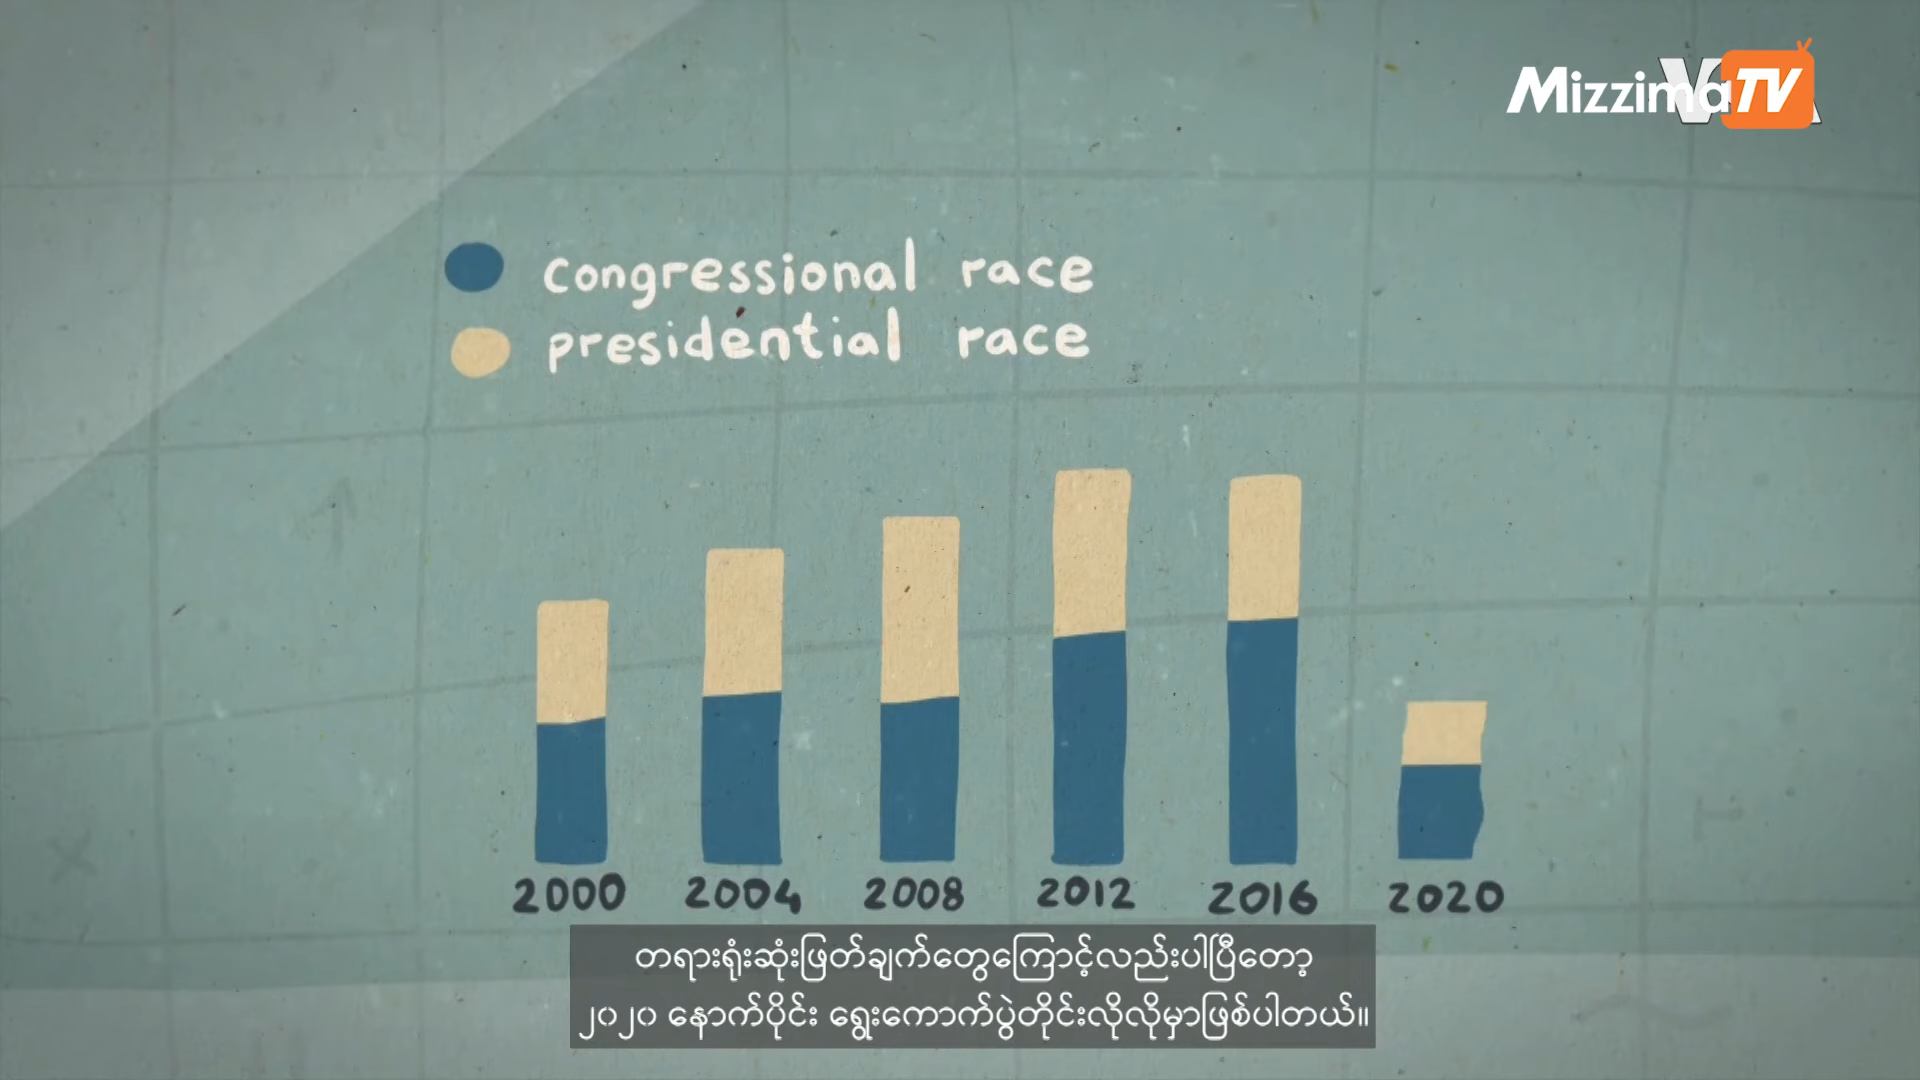 Mizzima TV
congressional race
presidential race
2000 2004 2008 2012 2016 2020
တရားရုံးဆုံးဖြတ်ချက်တွေကြောင့်လည်းပါပြီတော့
၂၀၂၀ နောက်ပိုင်း ရွေးကောက်ပွဲတိုင်းလိုလိုမှာဖြစ်ပါတယ်။